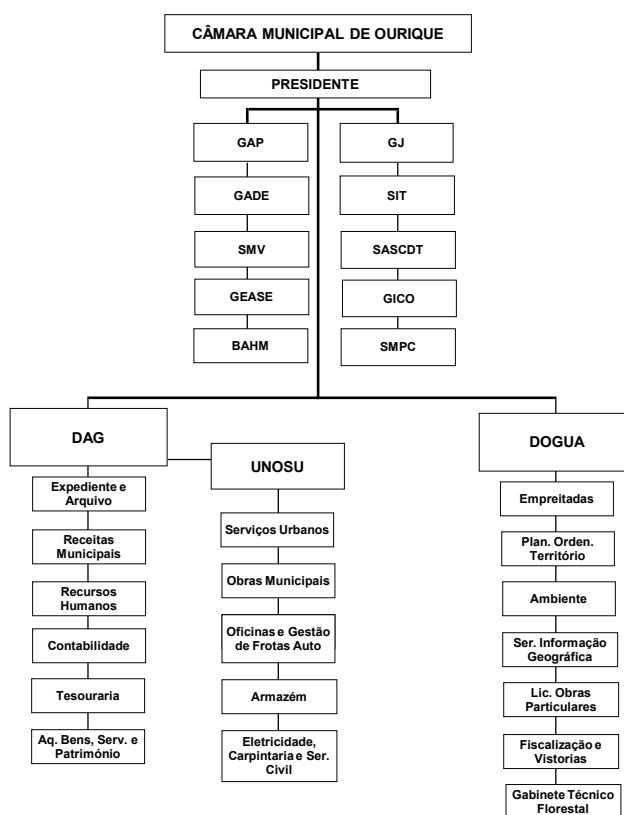 CÂMARA MUNICIPAL DE OURIQUE
PRESIDENTE
GAP
GADE
SMV
GEASE
BAHM
GJ
SIT
SASCDT
GICO
SMPC
DAG
Expediente e
Arquivo
Receitas
Municipais
Recursos
Humanos
Contabilidade
Tesouraria
Aq. Bens, Serv. e
Património
UNOSU
Serviços Urbanos
Obras Municipais
Oficinas e Gestão
de Frotas Auto
Armazém
Eletricidade,
Carpintaria e Ser.
Civil
DOGUA
Empreitadas
Plan. Orden.
Território
Ambiente
Ser. Informação
Geográfica
Lic. Obras
Particulares
Fiscalização e
Vistorias
Gabinete Técnico
Florestal